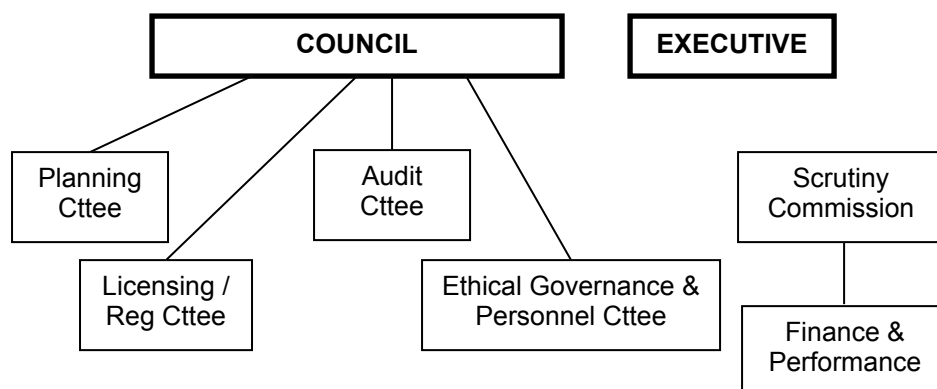 COUNCIL
EXECUTIVE
Planning
Cttee
Audit
Cttee
Scrutiny
Commission
Licensing /
Reg Cttee
Ethical Governance &
Personnel Cttee
Finance &
Performance